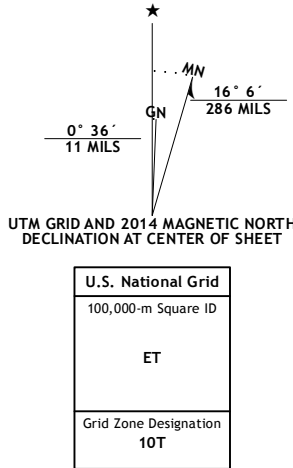 ★
MN
GN
16° 6´
286 MILS
0° 36´
11 MILS
UTM GRID AND 2014 MAGNETIC NORTH
DECLINATION AT CENTER OF SHEET
U.S. National Grid
100,000-m Square ID
ET
Grid Zone Designation
10T